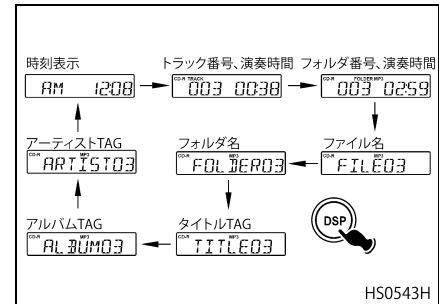 時刻表示
AM 12:08
トラック番号、演奏時間
CD-R TRACK
003 00:38
フォルダ番号、演奏時間
CD-R FOLDER MP3
003 02:59
ファイル名
CD-R MP3
FILE03
フォルダ名
CD-R MP3
FOLDER03
タイトルTAG
CD-R MP3
TITLE03
アルバムTAG
CD-R MP3
ALBUM03
アーティストTAG
CD-R MP3
ARTIST03
DSP
HS0543H